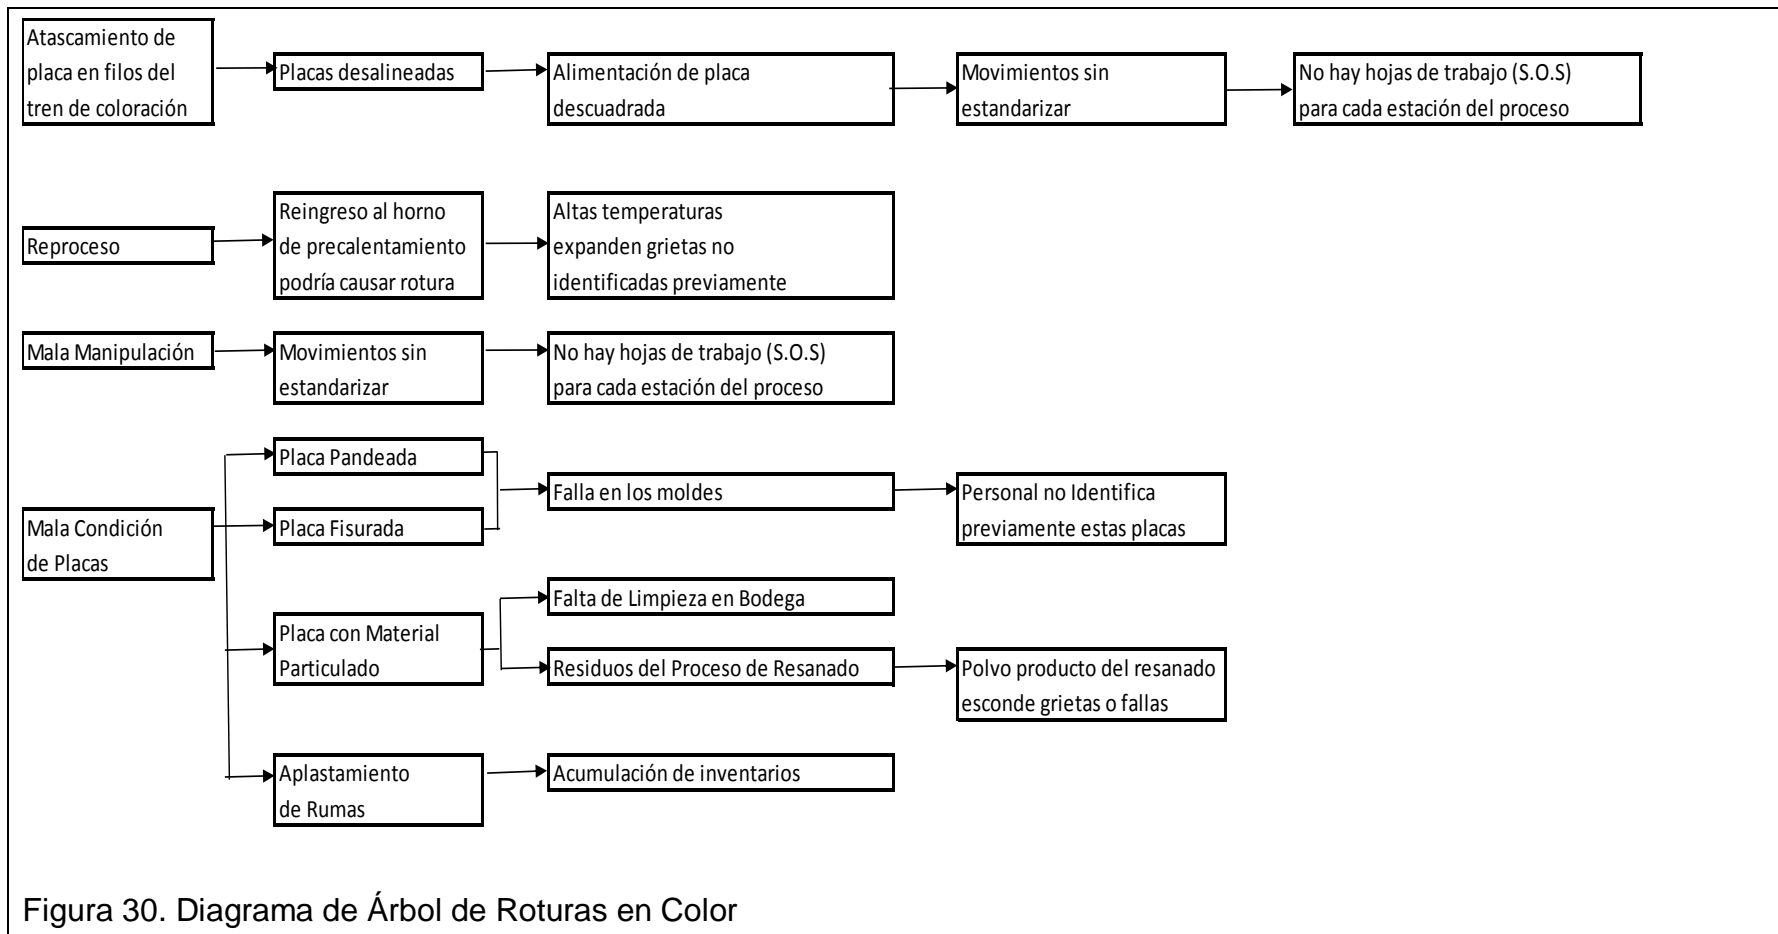 Atascamiento de
placa en filos del
tren de coloración
Placas desalineadas
Alimentación de placa
descuadrada
Movimientos sin
estandarizar
No hay hojas de trabajo (S.O.S)
para cada estación del proceso
Reproceso
Reingreso al horno
de precalentamiento
podría causar rotura
Altas temperaturas
expanden grietas no
identificadas previamente
Mala Manipulación
Movimientos sin
estandarizar
No hay hojas de trabajo (S.O.S)
para cada estación del proceso
Mala Condición
de Placas
Placa Pandeada
Placa Fisurada
Falla en los moldes
Personal no Identifica
previamente estas placas
Placa con Material
Particulado
Falta de Limpieza en Bodega
Residuos del Proceso de Resanado
Polvo producto del resanado
esconde grietas o fallas
Aplastamiento
de Rumas
Acumulación de inventarios
Figura 30. Diagrama de Árbol de Roturas en Color